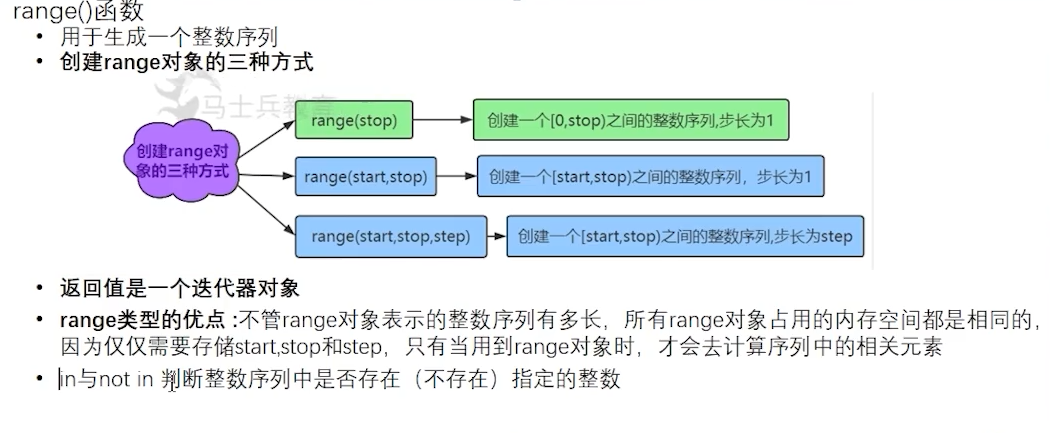 range()函数
• 用于生成一个整数序列
• 创建range对象的三种方式
马士兵教育
创建range对
象的三种方式
range(stop)
创建一个[0,stop)之间的整数序列,步长为1
range(start,stop)
创建一个[start,stop)之间的整数序列，步长为1
range(start,stop,step)
创建一个[start,stop)之间的整数序列,步长为step
• 返回值是一个迭代器对象
• range类型的优点 :不管range对象表示的整数序列有多长，所有range对象占用的内存空间都是相同的，
因为仅仅需要存储start,stop和step，只有当用到range对象时，才会去计算序列中的相关元素
• in与not in 判断整数序列中是否存在（不存在）指定的整数